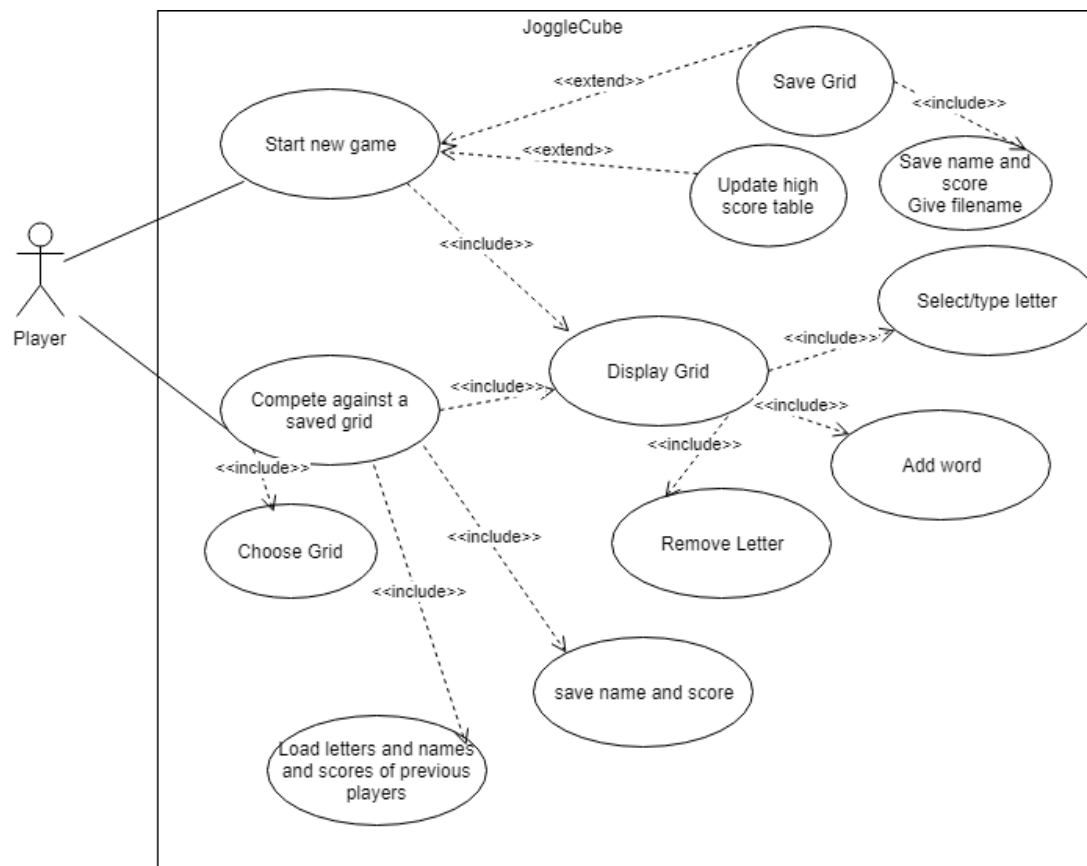 JoggleCube
Save Grid
<<extend>>
<<include>>
Start new game
<<extend>>
Save name and
score
Give filename
Update high
score table
<<include>>
Select/type letter
Player
<<include>>
Display Grid
Compete against a
saved grid
<<include>>
<<include>>
<<include>>
<<include>>
Add word
Choose Grid
<<include>>
Remove Letter
<<include>>
save name and score
Load letters and names
and scores of previous
players